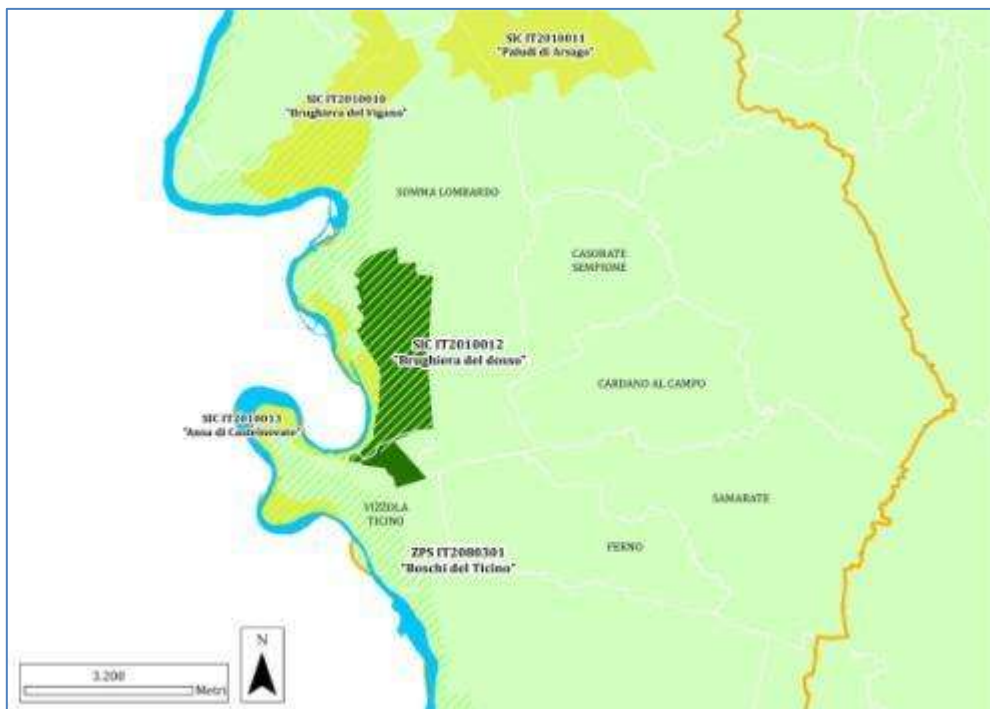 SIC IT2010011
"Paludi di Arsago"
SIC IT2010010
"Brughiera del Vigano"
SOMMA LOMBARDO
CASORATE
SEMPIONE
SIC IT2010012
"Brughiera del dosso"
CARDANO AL CAMPO
SIC IT2010013
"Ansa di Castelnovate"
SAMARATE
VIZZOLA
TICINO
FERNO
ZPS IT2080301
"Boschi del Ticino"
N
3.200
Metri